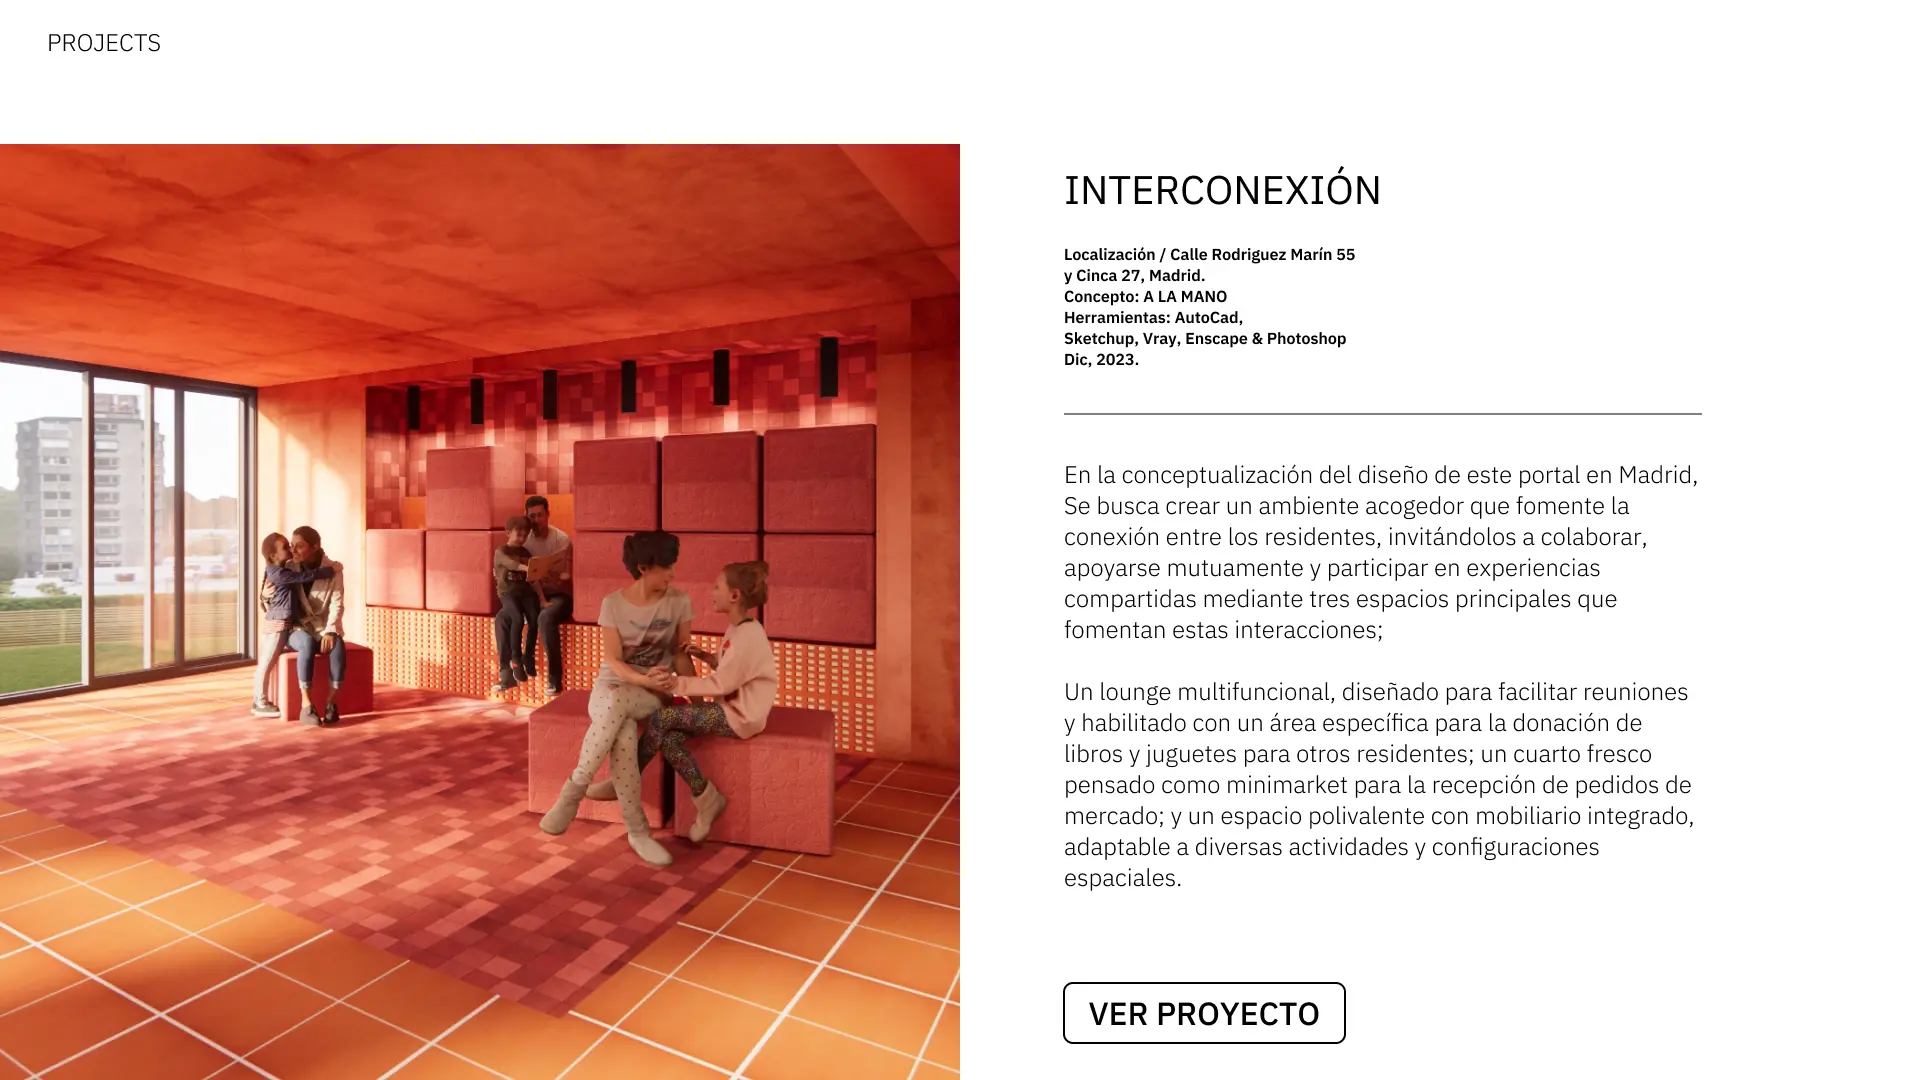 PROJECTS
INTERCONEXIÓN
Localización / Calle Rodriguez Marín 55
y Cinca 27, Madrid.
Concepto: A LA MANO
Herramientas: AutoCad,
Sketchup, Vray, Enscape & Photoshop
Dic, 2023.
En la conceptualización del diseño de este portal en Madrid,
Se busca crear un ambiente acogedor que fomente la
conexión entre los residentes, invitándolos a colaborar,
apoyarse mutuamente y participar en experiencias
compartidas mediante tres espacios principales que
fomentan estas interacciones;
Un lounge multifuncional, diseñado para facilitar reuniones
y habilitado con un área específica para la donación de
libros y juguetes para otros residentes; un cuarto fresco
pensado como minimarket para la recepción de pedidos de
mercado; y un espacio polivalente con mobiliario integrado,
adaptable a diversas actividades y configuraciones
espaciales.
VER PROYECTO